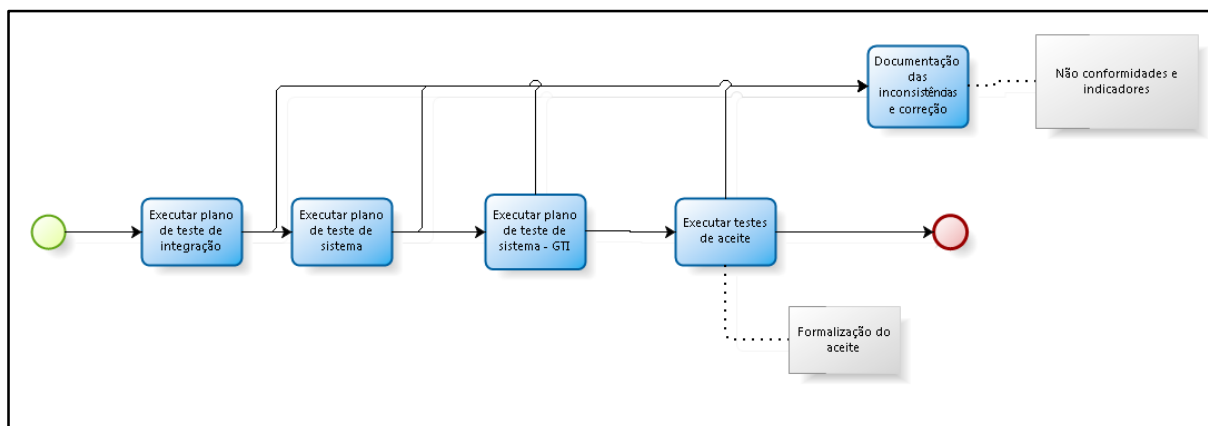 Documentação
das
inconsistências
e correção
Não conformidades e
indicadores
Executar plano
de teste de
integração
Executar plano
de teste de
sistema
Executar plano
de teste de
sistema - GTI
Executar testes
de aceite
Formalização do
aceite